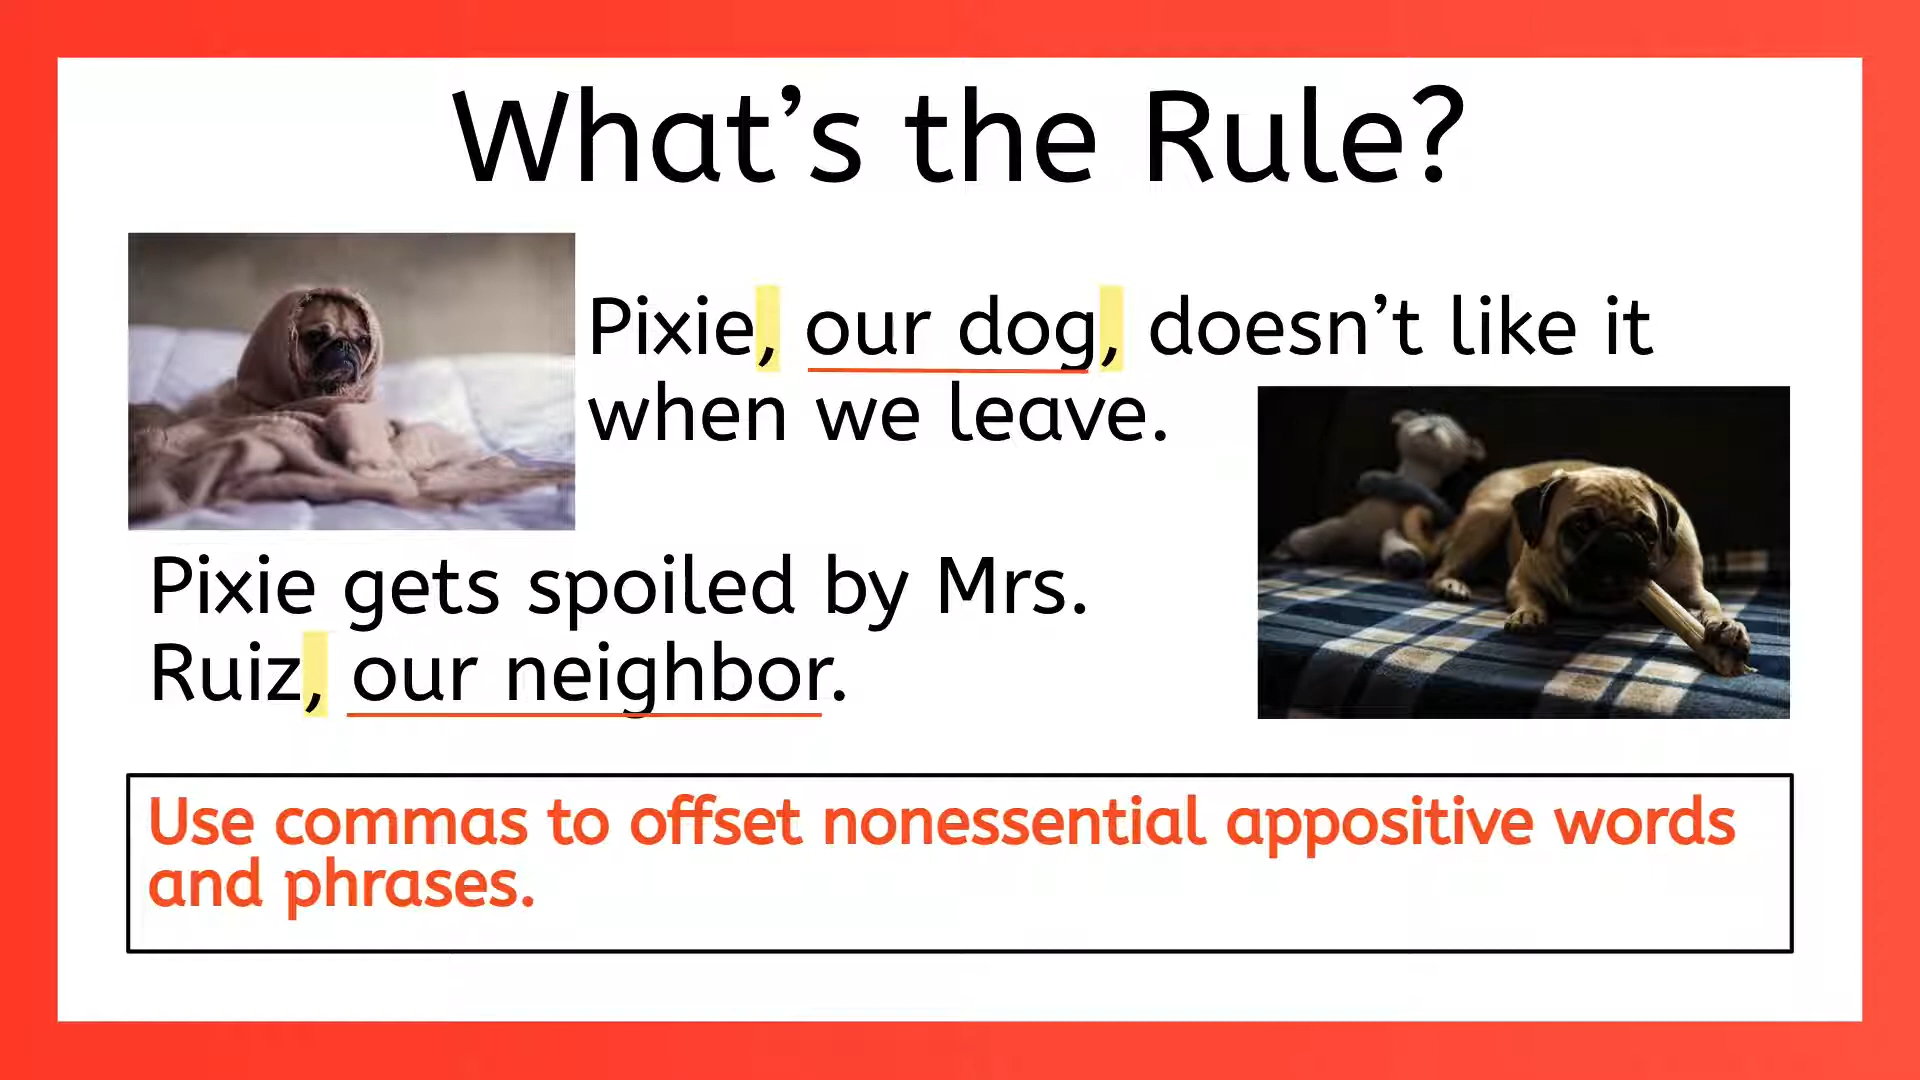 What’s the Rule?
Pixie, our dog, doesn’t like it
when we leave.
Pixie gets spoiled by Mrs.
Ruiz, our neighbor.
Use commas to offset nonessential appositive words
and phrases.